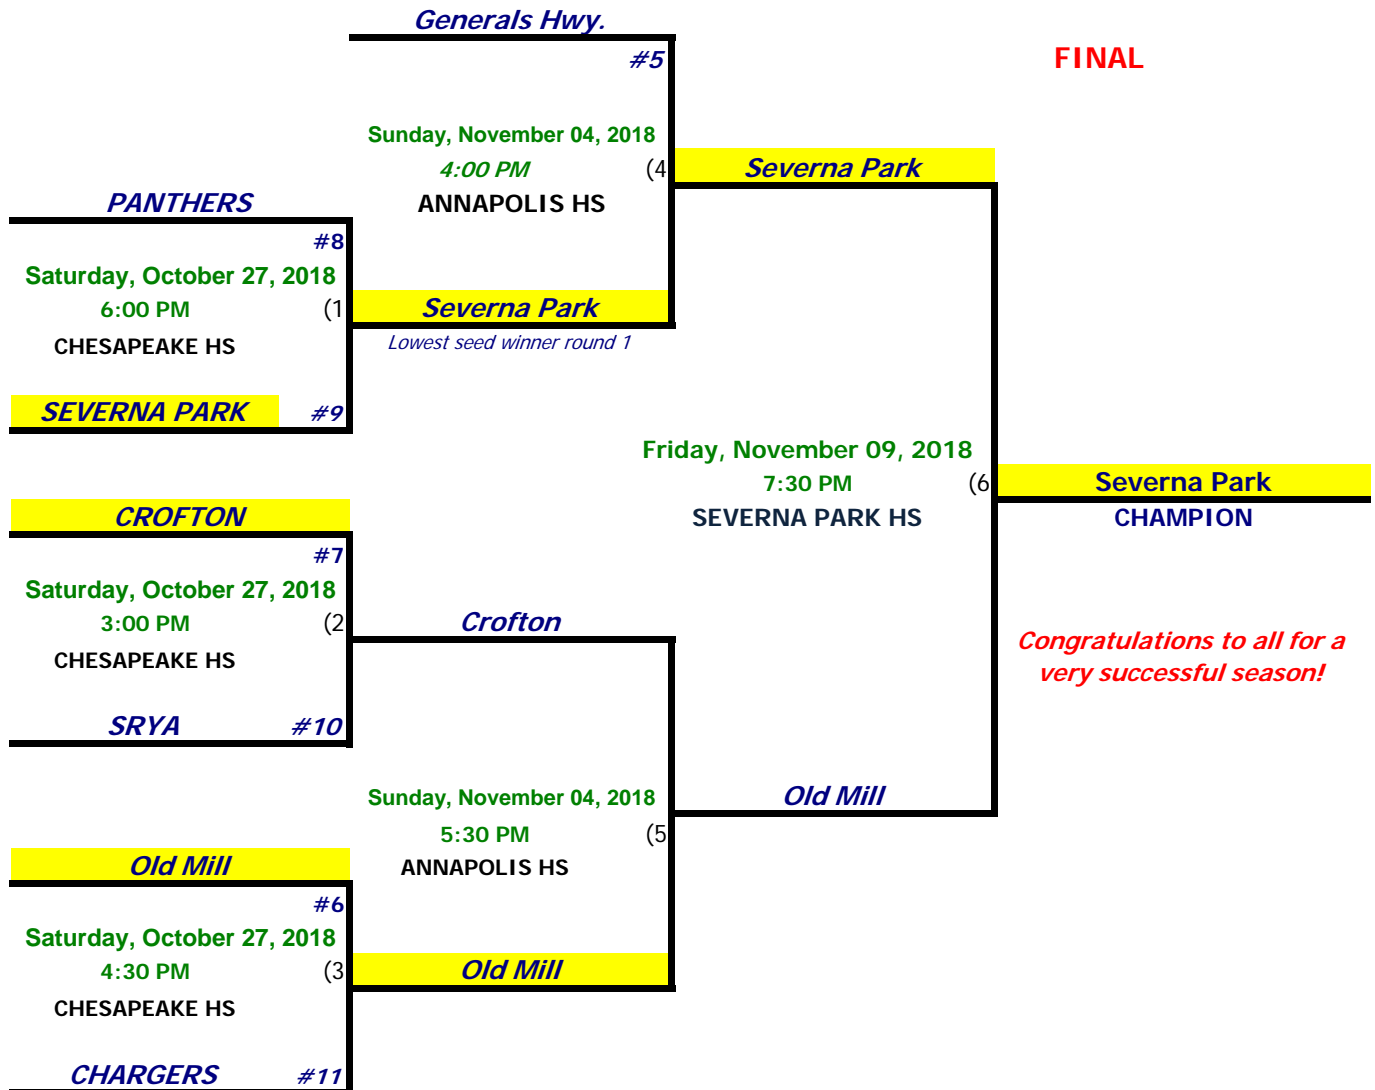 Generals Hwy.
#5
FINAL
Sunday, November 04, 2018
4:00 PM (4
Severna Park
ANNAPOLIS HS
PANTHERS
#8
Saturday, October 27, 2018
6:00 PM (1
Severna Park
CHESAPEAKE HS
Lowest seed winner round 1
SEVERNA PARK #9
Friday, November 09, 2018
7:30 PM (6
Severna Park
SEVERNA PARK HS
CHAMPION
CROFTON
#7
Saturday, October 27, 2018
3:00 PM (2
Crofton
CHESAPEAKE HS
Congratulations to all for a
very successful season!
SRYA #10
Sunday, November 04, 2018
Old Mill
5:30 PM (5
ANNAPOLIS HS
Old Mill
#6
Saturday, October 27, 2018
4:30 PM (3
Old Mill
CHESAPEAKE HS
CHARGERS #11